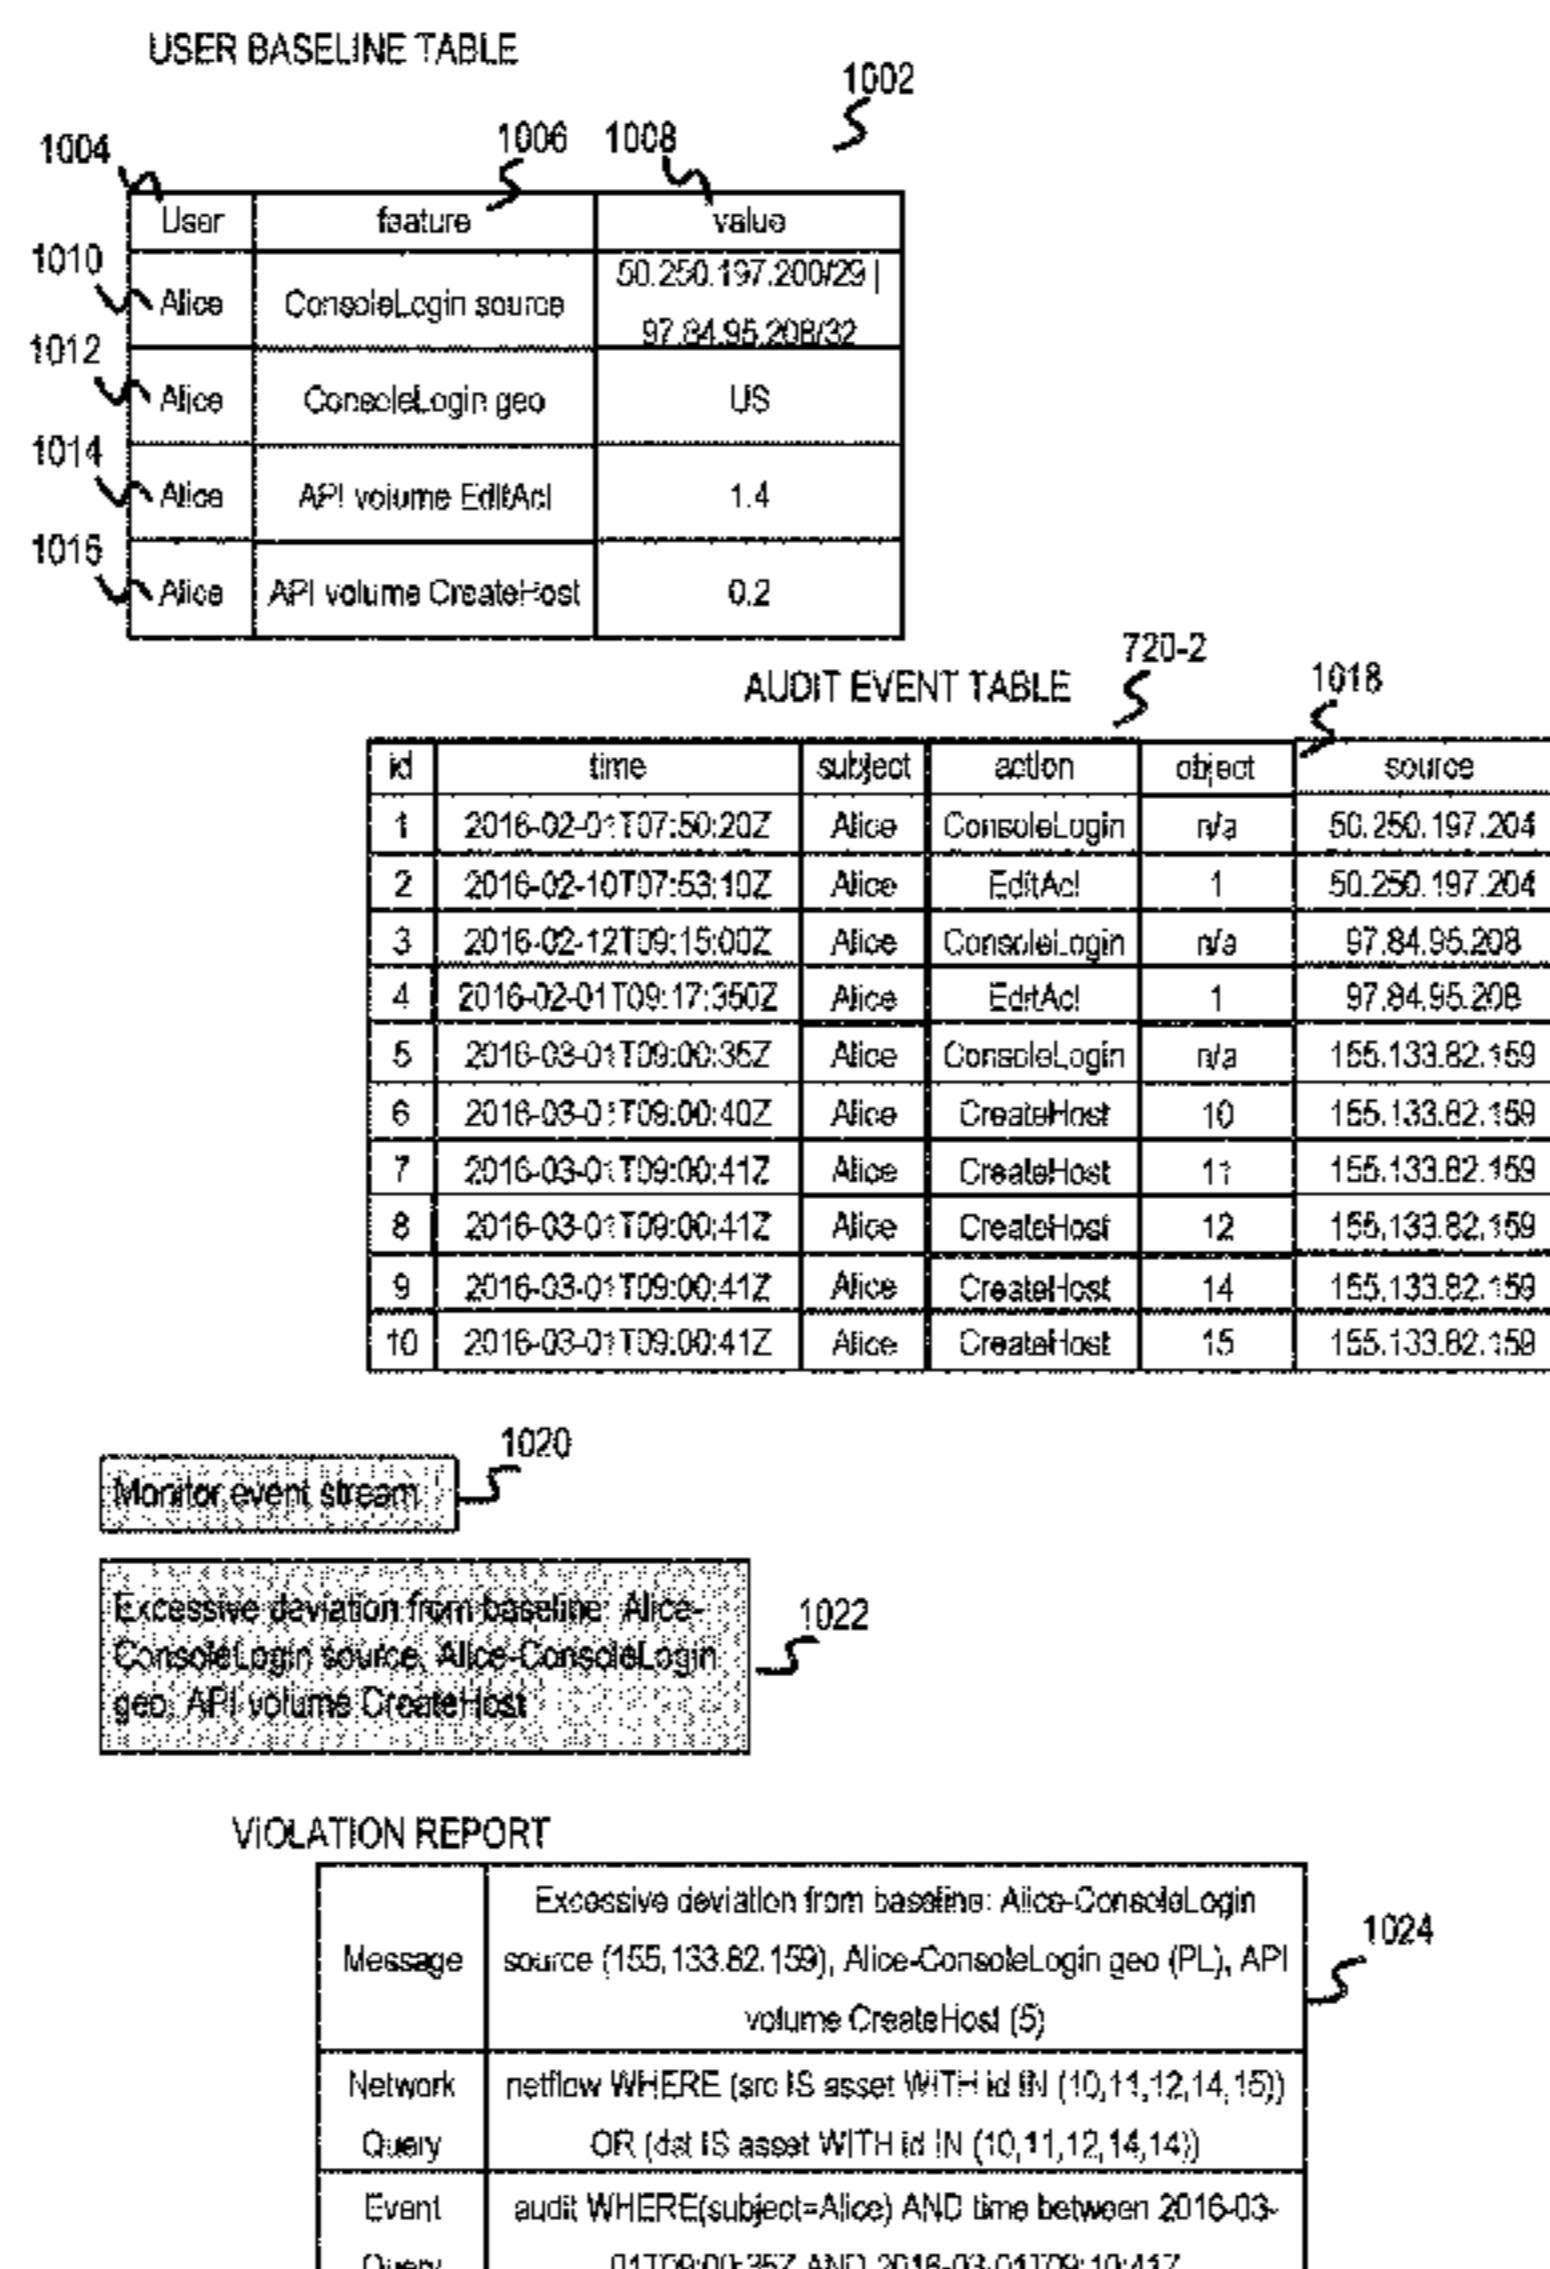 USER BASELINE TABLE
1002
1004 1006 1008
User feature value
1010 Alice ConsoleLogin source 50.250.197.200/29 |
97.84.95.208/32
1012 Alice ConsoleLogin geo US
1014 Alice API volume EditAcl 1.4
1016 Alice API volume CreateHost 0.2
AUDIT EVENT TABLE 720-2 1018
id time subject action object source
1 2016-02-01T07:50:20Z Alice ConsoleLogin n/a 50.250.197.204
2 2016-02-10T07:53:10Z Alice EditAcl 1 50.250.197.204
3 2016-02-12T09:15:00Z Alice ConsoleLogin n/a 97.84.95.208
4 2016-02-01T09:17:350Z Alice EditAcl 1 97.84.95.208
5 2016-03-01T09:00:35Z Alice ConsoleLogin n/a 155.133.82.159
6 2016-03-01T09:00:40Z Alice CreateHost 10 155.133.82.159
7 2016-03-01T09:00:41Z Alice CreateHost 11 155.133.82.159
8 2016-03-01T09:00:41Z Alice CreateHost 12 155.133.82.159
9 2016-03-01T09:00:41Z Alice CreateHost 14 155.133.82.159
10 2016-03-01T09:00:41Z Alice CreateHost 15 155.133.82.159
Monitor event stream 1020
Excessive deviation from baseline: Alice-
ConsoleLogin source, Alice-ConsoleLogin
geo, API volume CreateHost
1022
VIOLATION REPORT
Message Excessive deviation from baseline: Alice-ConsoleLogin
source (155.133.82.159), Alice-ConsoleLogin geo (PL), API
volume CreateHost (5)
1024
Network Query netflow WHERE (src IS asset WITH id IN (10,11,12,14,15))
OR (dst IS asset WITH id IN (10,11,12,14,14))
Event Query audit WHERE(subject=Alice) AND time between 2016-03-
01T09:00:35Z AND 2016-03-01T09:10:41Z